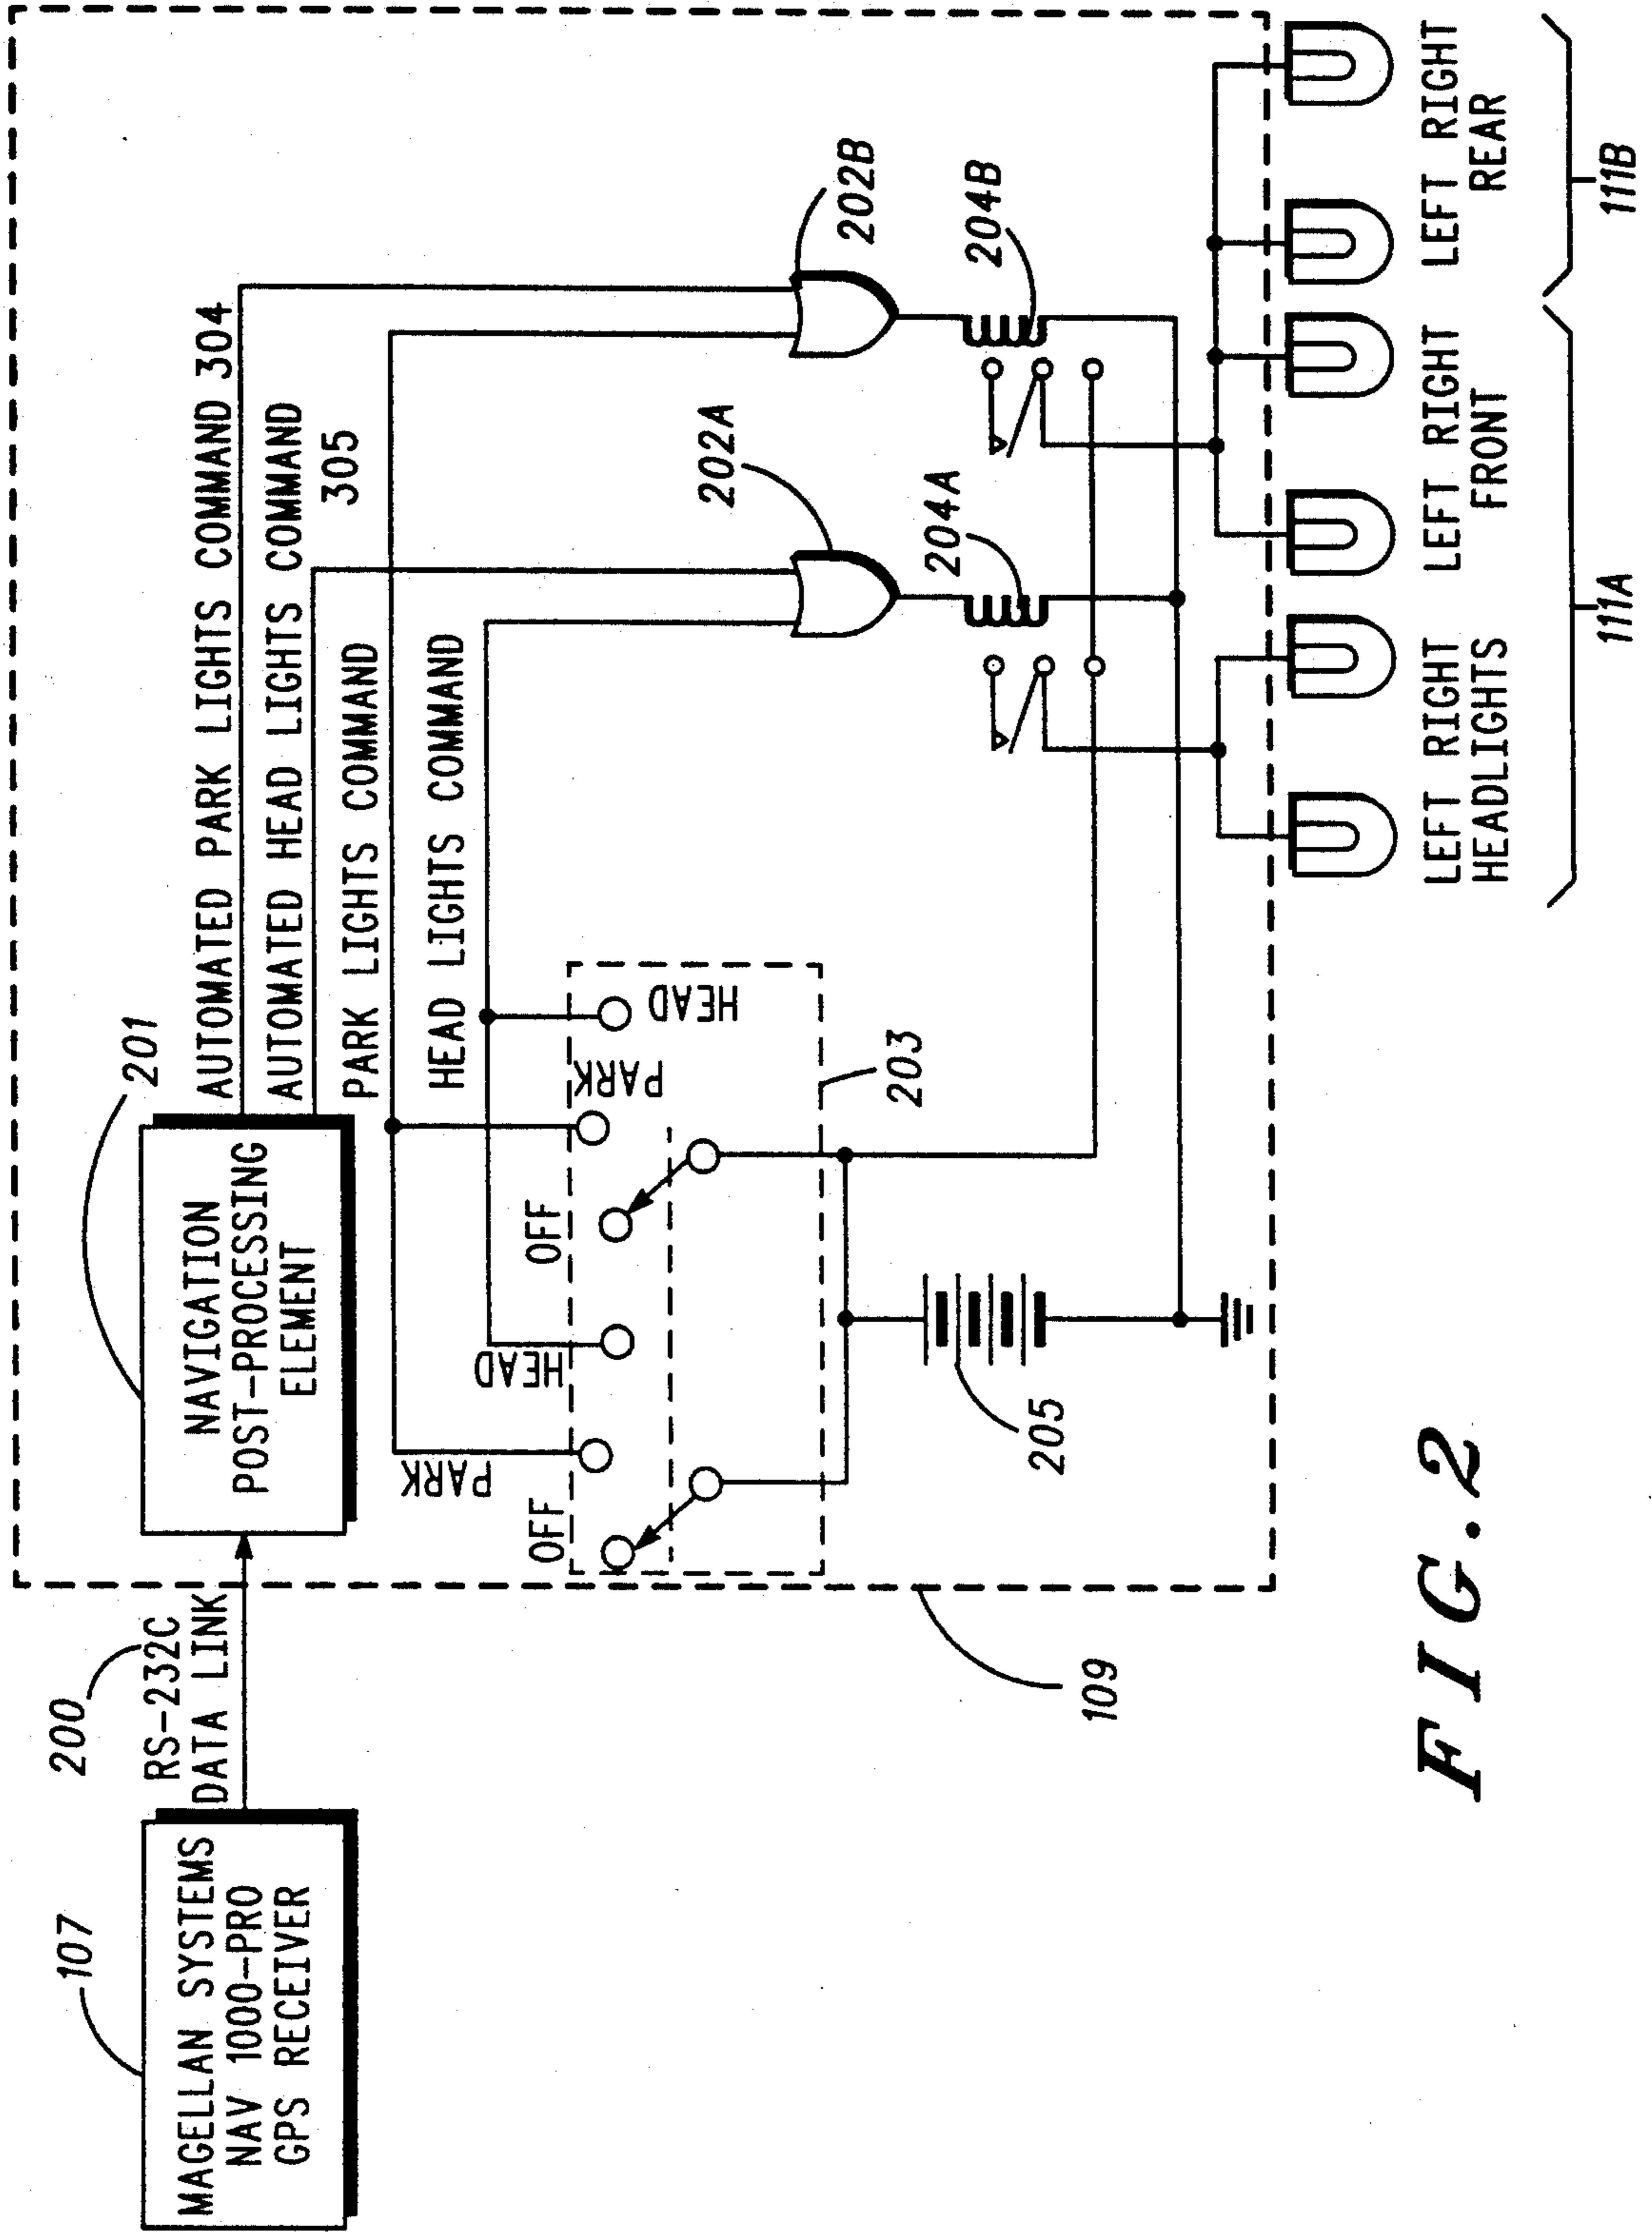 107
MAGELLAN SYSTEMS
NAV 1000-PRO
GPS RECEIVER
200
RS-232C
DATA LINK
201
NAVIGATION
POST-PROCESSING
ELEMENT
AUTOMATED PARK LIGHTS COMMAND 304
AUTOMATED HEAD LIGHTS COMMAND
305
PARK LIGHTS COMMAND
HEAD LIGHTS COMMAND
PARK
HEAD
OFF
OFF
PARK
HEAD
203
205
202A
202B
204A
204B
109
LEFT RIGHT
HEADLIGHTS
LEFT RIGHT
FRONT
LEFT RIGHT
REAR
111A
111B
FIG.2